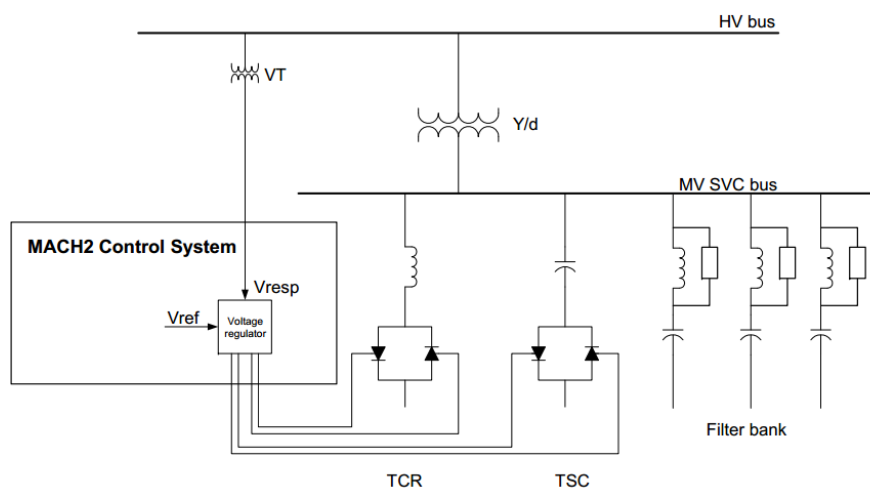 HV bus
VT
Y/d
MV SVC bus
MACH2 Control System
Vresp
Vref
Voltage
regulator
Filter bank
TCR
TSC